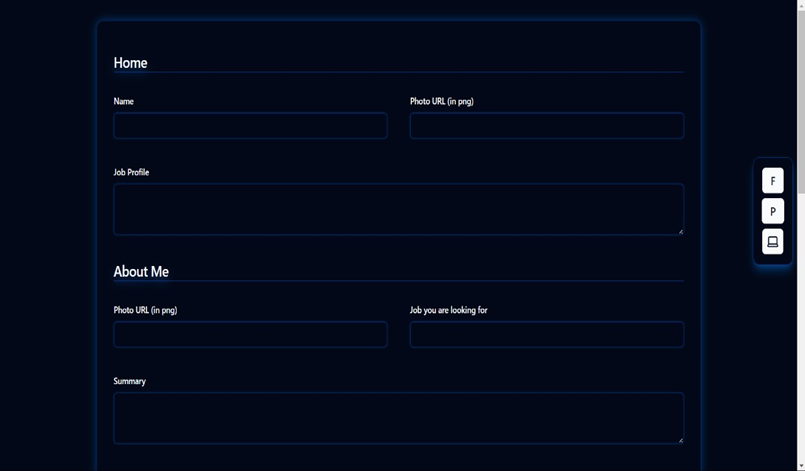 Home
Name
Photo URL (in png)
Job Profile
F
P
About Me
Photo URL (in png)
Job you are looking for
Summary